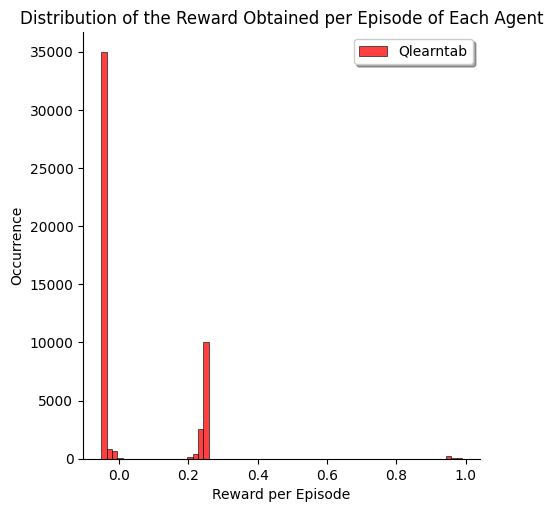 Distribution of the Reward Obtained per Episode of Each Agent
Qlearntab
35000
30000
25000
20000
15000
10000
5000
0
Occurrence
0.0 0.2 0.4 0.6 0.8 1.0
Reward per Episode